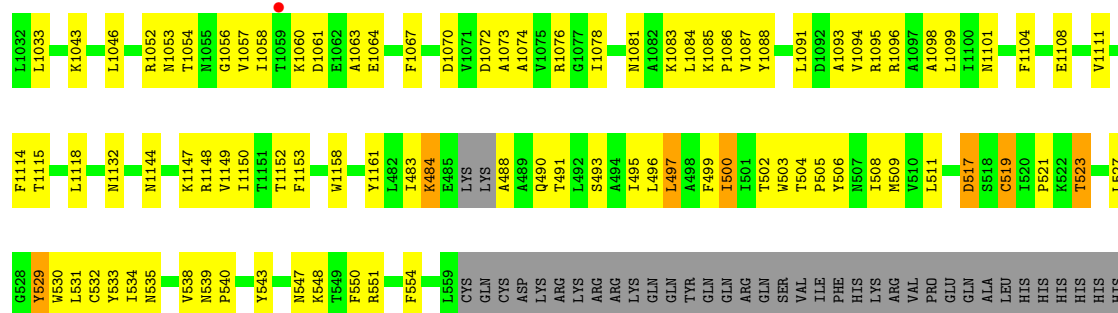 L1032 L1033 K1043 L1046 R1052 N1053 T1054 N1055 G1056 V1057 I1058 T1059 K1060 D1061 E1062 A1063 E1064 F1067 D1070 V1071 D1072 A1073 A1074 V1075 R1076 G1077 I1078 N1081 A1082 K1083 L1084 K1085 P1086 V1087 Y1088 L1091 D1092 A1093 V1094 R1095 R1096 A1097 A1098 L1099 I1100 N1101 F1104 E1108 V1111
F1114 T1115 L1118 N1132 N1144 K1147 R1148 V1149 I1150 T1151 T1152 F1153 W1158 Y1161 L482 I483 K484 E485 LYS LYS A488 A489 Q490 T491 L492 S493 A494 I495 L496 L497 A498 F499 I500 I501 T502 W503 T504 P505 Y506 N507 I508 M509 V510 L511 D517 S518 C519 I520 P521 K522 T523
G528 Y529 W530 L531 C532 Y533 I534 N535 V538 N539 P540 Y543 N547 K548 T549 F550 R551 F554 L559 CYS GLN CYS ASP LYS ARG LYS ARG ARG LYS GLN GLN TYR GLN GLN ARG GLN SER VAL ILE PHE HIS LYS ARG VAL PRO GLU GLN ALA LEU HIS HIS HIS HIS HIS